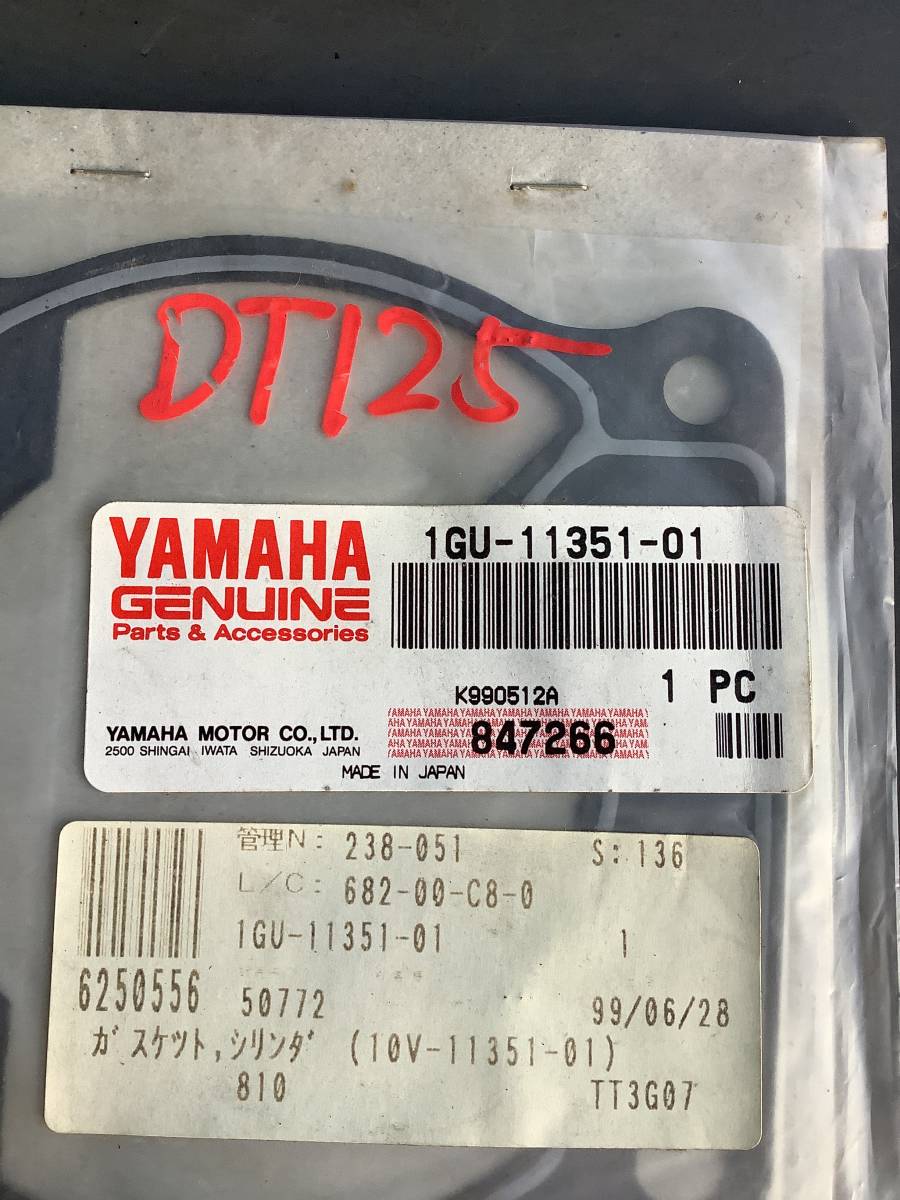 DT125
YAMAHA
GENUINE
Parts & Accessories
1GU-11351-01
K990512A
1 PC
847266
YAMAHA MOTOR CO.,LTD.
2500 SHINGAI IWATA SHIZUOKA JAPAN
MADE IN JAPAN
管理N: 238-051 S: 136
L/C: 682-00-C8-0
1GU-11351-01 1
6250556 50772 99/06/28
ガスケット,シリンダ (10V-11351-01)
810 TT3G07